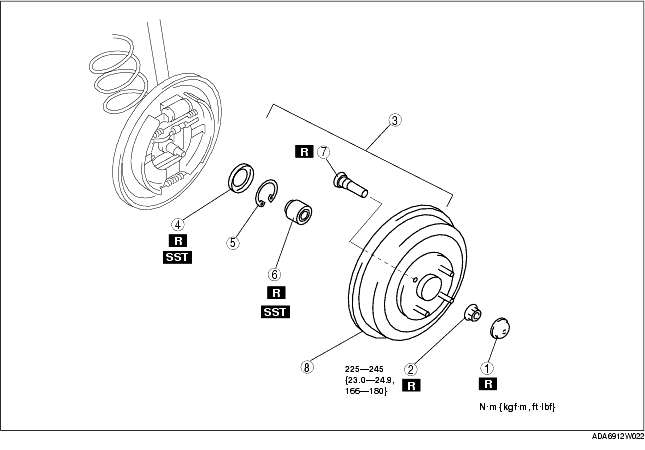 3
R 7
4
R
SST
5
6
R
SST
8
225—245
{23.0—24.9,
166—180}
2
R
1
R
N·m {kgf·m, ft·lbf}
ADA6912W022